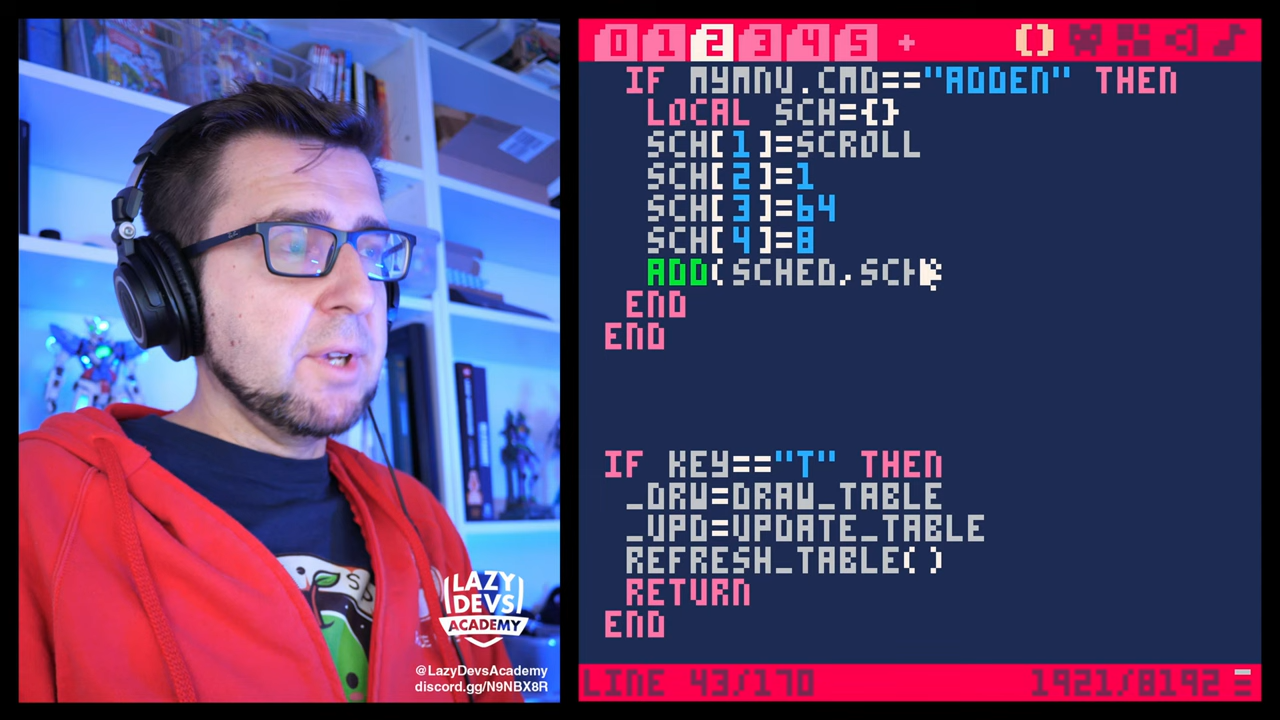 0 1 2 3 4 5 +
IF MYMNU.CMD=="ADDEN" THEN
LOCAL SCH={}
SCH[1]=SCROLL
SCH[2]=1
SCH[3]=64
SCH[4]=8
ADD(SCHED,SCH
END
END
IF KEY=="T" THEN
_DRW=DRAW_TABLE
_UPD=UPDATE_TABLE
REFRESH_TABLE()
RETURN
END
LINE 43/170 1921/8192
LAZY
DEVS
ACADEMY
@LazyDevsAcademy
discord.gg/N9NBX8R